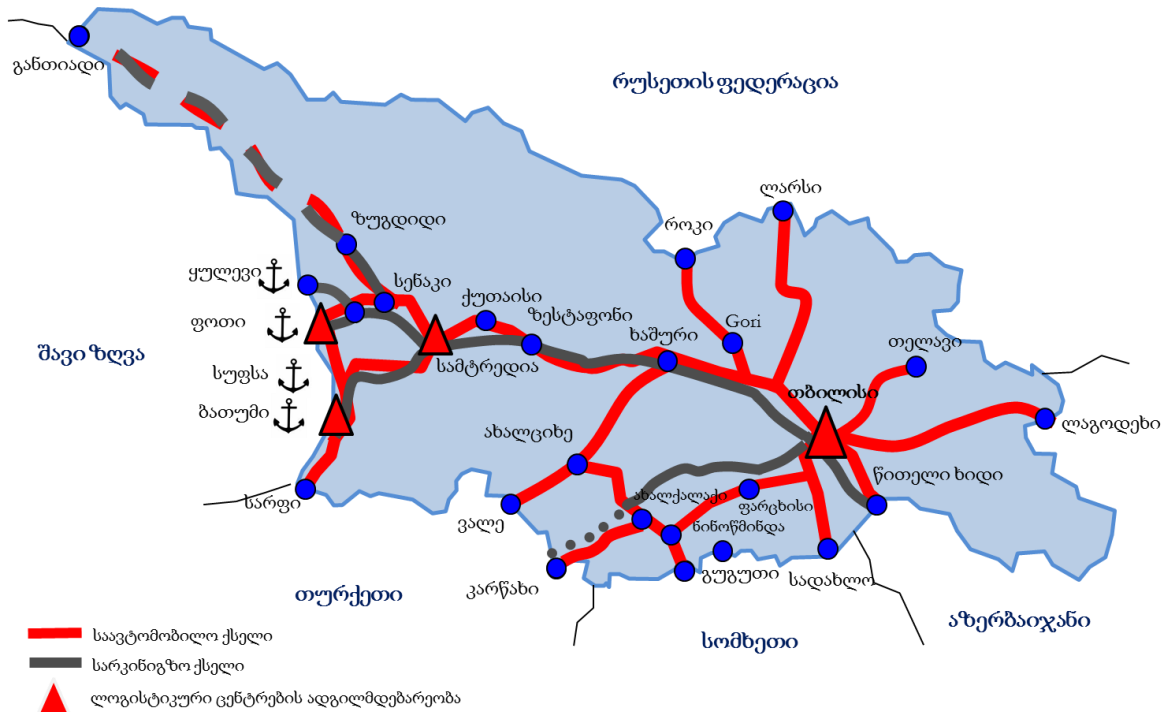 განთიადი
რუსეთის ფედერაცია
ლარსი
ზუგდიდი
როკი
ყულევი
სენაკი
ქუთაისი
ფოთი
ზესტაფონი
Gori
ხაშური
თელავი
შავი ზღვა
სამტრედია
სუფსა
თბილისი
ბათუმი
ახალციხე
ლაგოდეხი
წითელი ხიდი
სარფი
ახალქალაქი
ფარცხისი
ვალე
ნინოწმინდა
კარწახი
გუგუთი
სადახლო
თურქეთი
აზერბაიჯანი
სომხეთი
საავტომობილო ქსელი
სარკინიგზო ქსელი
ლოგისტიკური ცენტრების ადგილმდებარეობა